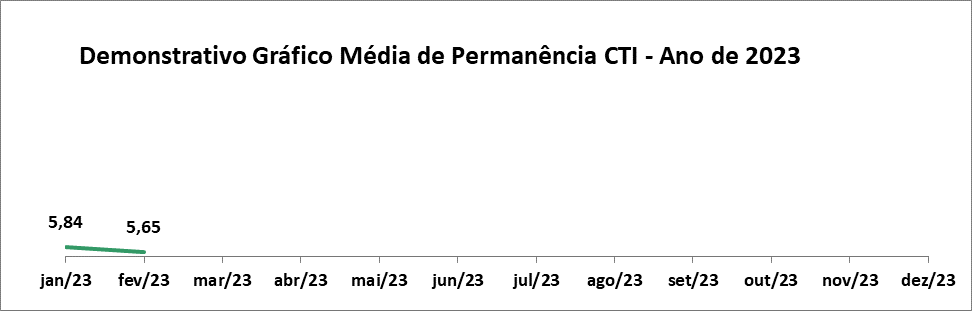 Demonstrativo Gráfico Média de Permanência CTI - Ano de 2023
5,84
5,65
jan/23 fev/23 mar/23 abr/23 mai/23 jun/23 jul/23 ago/23 set/23 out/23 nov/23 dez/23